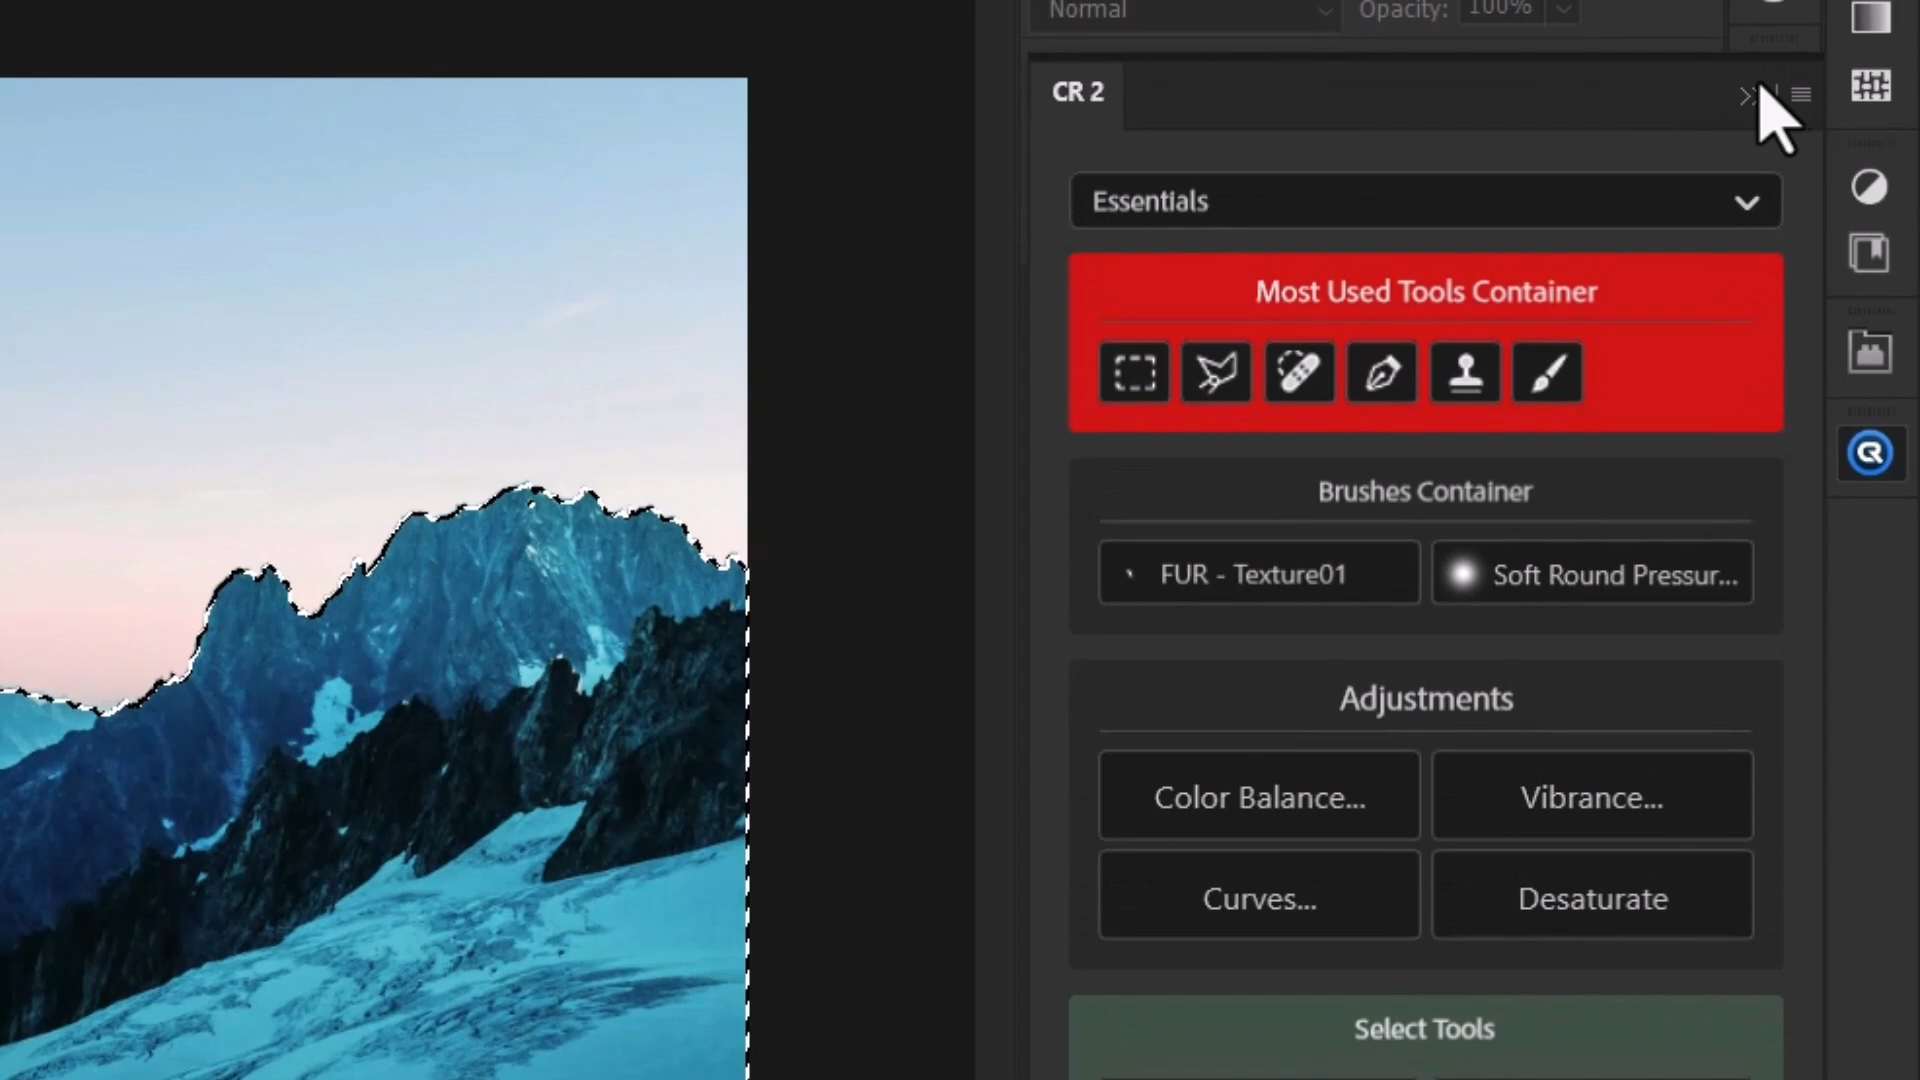 Normal
Opacity: 100%
CR 2
Essentials
Most Used Tools Container
Brushes Container
FUR - Texture01
Soft Round Pressur...
Adjustments
Color Balance...
Vibrance...
Curves...
Desaturate
Select Tools